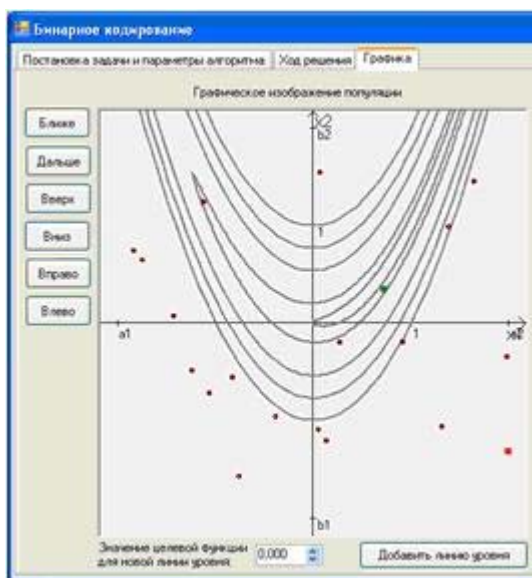 Бинарное кодирование
Постановка задачи и параметры алгоритма Ход решения Графика
Графическое изображение популяции
Ближе
Дальше
Вверх
Вниз
Вправо
Влево
x2
b2
1
a1
1
b1
Значение целевой функции
для новой линии уровня:
0,000
Добавить линию уровня